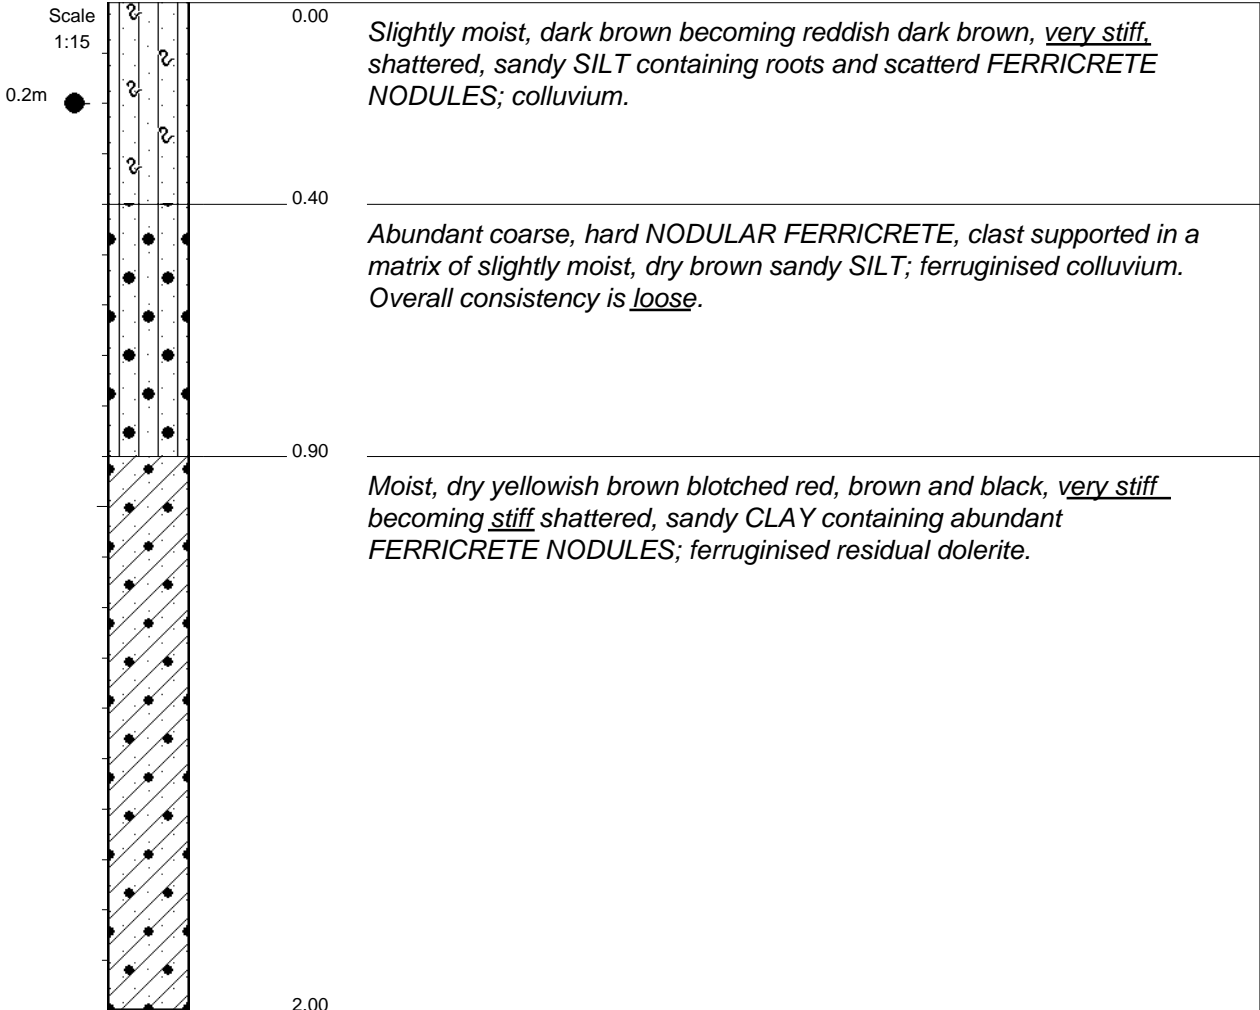 Scale
1:15
0.2m
0.00
Slightly moist, dark brown becoming reddish dark brown, very stiff,
shattered, sandy SILT containing roots and scatterd FERRICRETE
NODULES; colluvium.
0.40
Abundant coarse, hard NODULAR FERRICRETE, clast supported in a
matrix of slightly moist, dry brown sandy SILT; ferruginised colluvium.
Overall consistency is loose.
0.90
Moist, dry yellowish brown blotched red, brown and black, very stiff
becoming stiff shattered, sandy CLAY containing abundant
FERRICRETE NODULES; ferruginised residual dolerite.
2.00